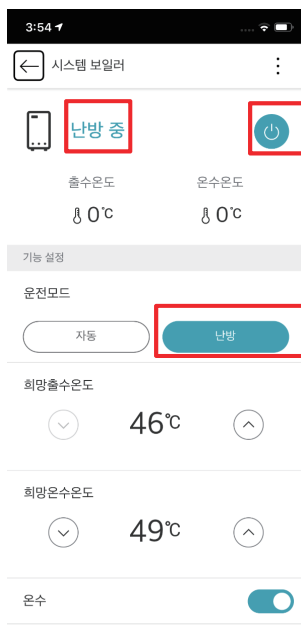 3:54
시스템 보일러
난방 중
출수온도 온수온도
0℃ 0℃
기능 설정
운전모드
자동 난방
희망출수온도
46℃
희망온수온도
49℃
온수